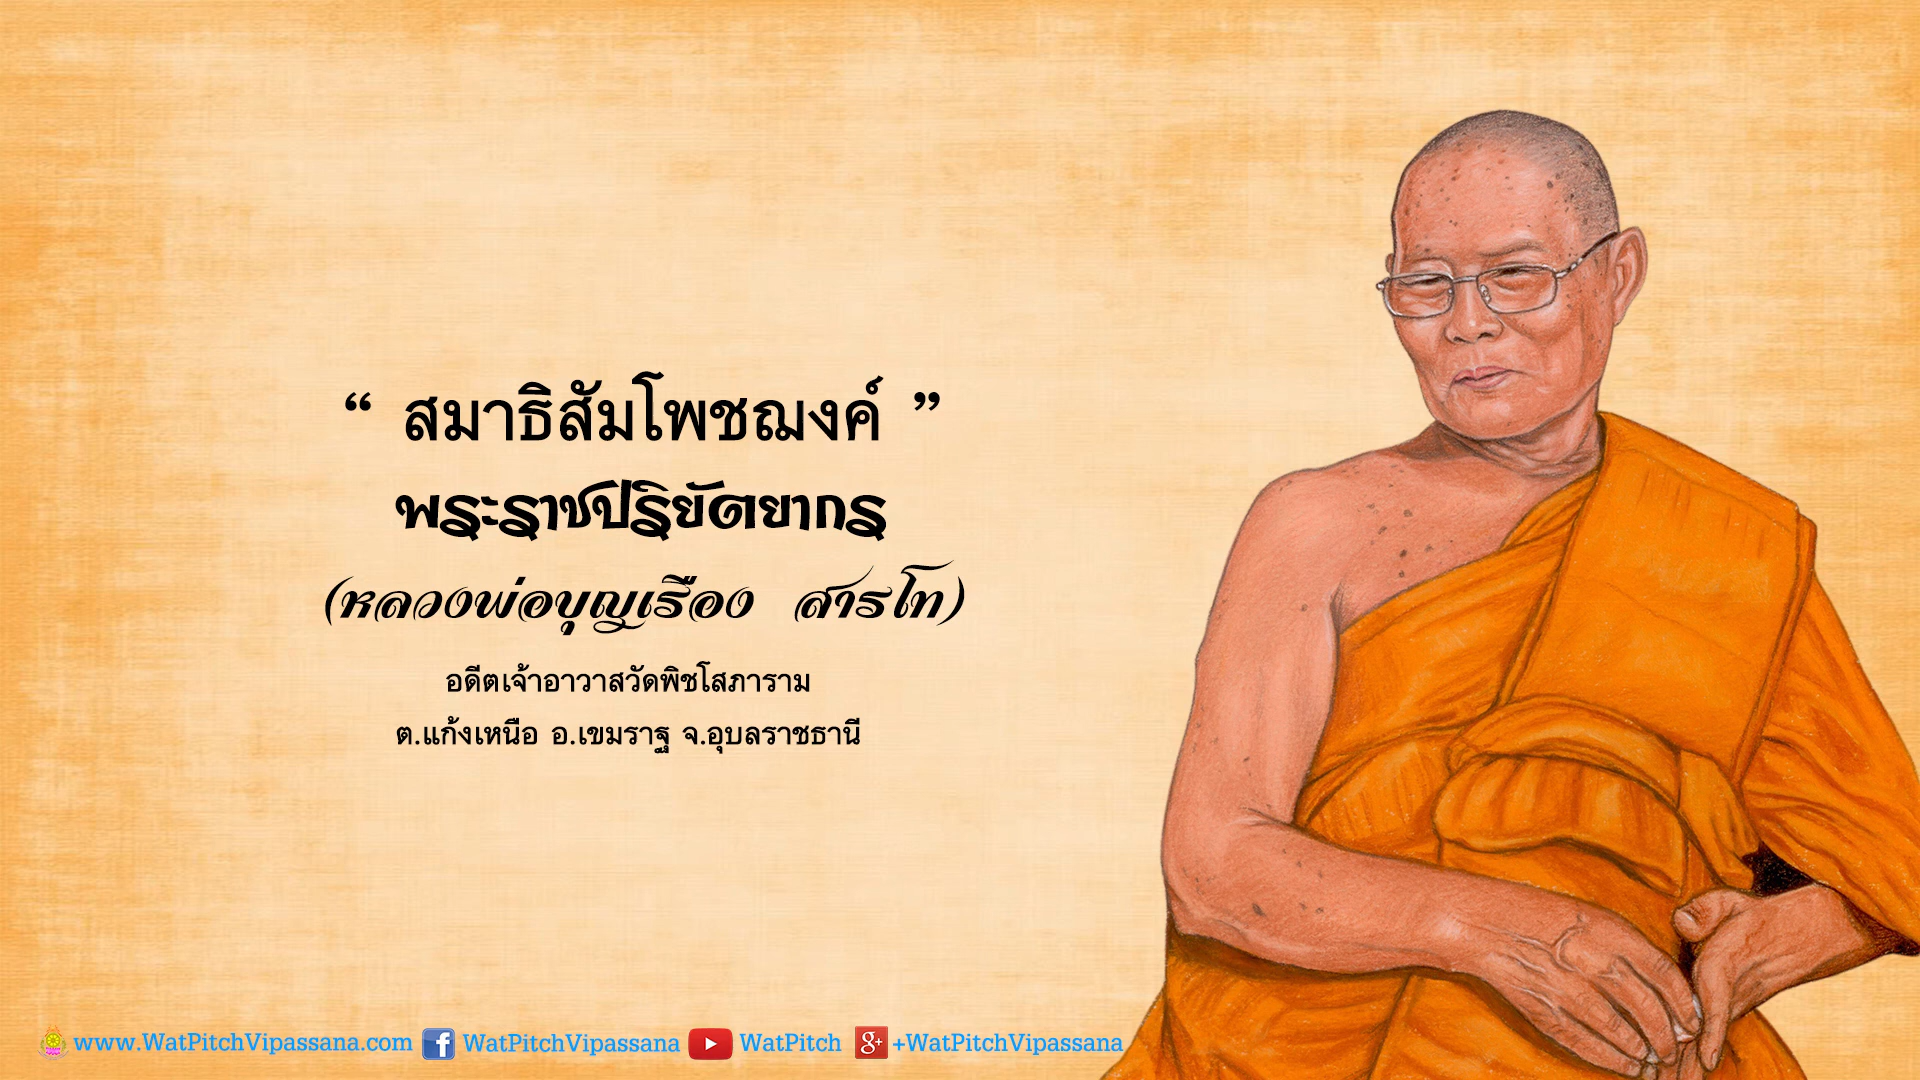 “ สมาธิสัมโพชฌงค์ ”
พระราชปริยัตยากร
(หลวงพ่อบุญเรือง สารโท)
อดีตเจ้าอาวาสวัดพิชโสภาราม
ต.แก้งเหนือ อ.เขมราฐ จ.อุบลราชธานี
www.WatPitchVipassana.com f WatPitchVipassana WatPitch g+ +WatPitchVipassana